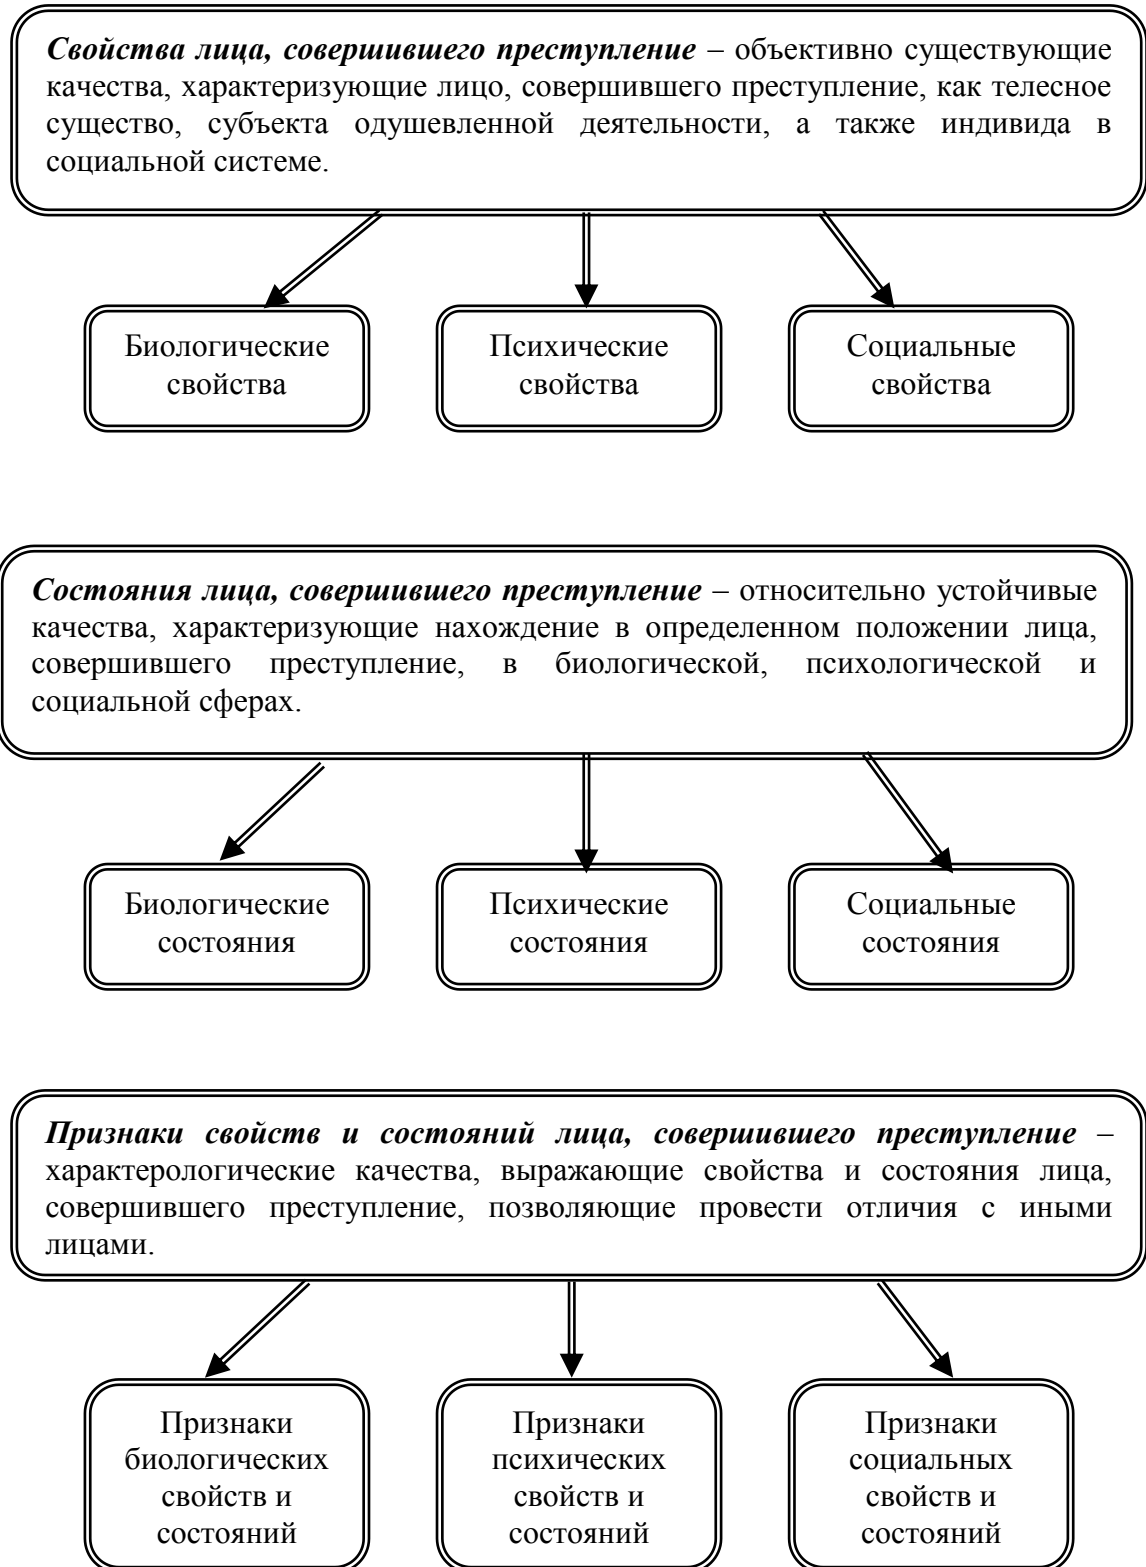 Свойства лица, совершившего преступление – объективно существующие
качества, характеризующие лицо, совершившего преступление, как телесное
существо, субъекта одушевленной деятельности, а также индивида в
социальной системе.
Биологические
свойства
Психические
свойства
Социальные
свойства
Состояния лица, совершившего преступление – относительно устойчивые
качества, характеризующие нахождение в определенном положении лица,
совершившего преступление, в биологической, психологической и
социальной сферах.
Биологические
состояния
Психические
состояния
Социальные
состояния
Признаки свойств и состояний лица, совершившего преступление –
характерологические качества, выражающие свойства и состояния лица,
совершившего преступление, позволяющие провести отличия с иными
лицами.
Признаки
биологических
свойств и
состояний
Признаки
психических
свойств и
состояний
Признаки
социальных
свойств и
состояний